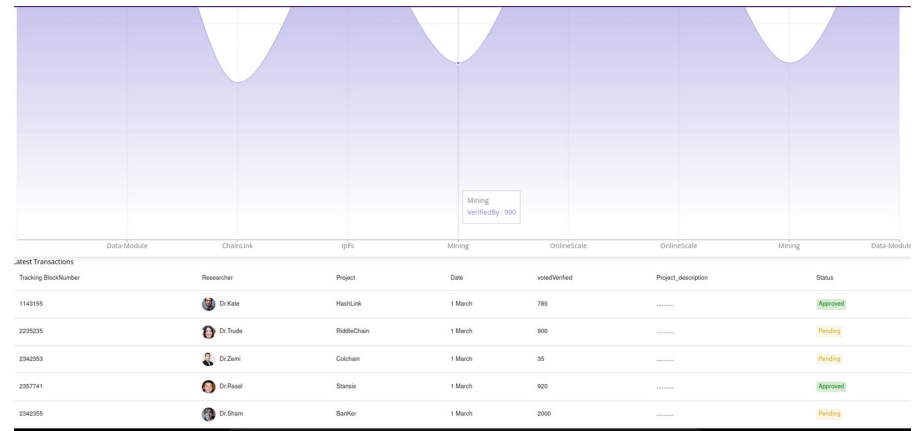 Mining
VerifiedBy : 900
Data-Module ChainLink IpFs Mining OnlineScale OnlineScale Mining Data-Module
Latest Transactions
Tracking BlockNumber Researcher Project Date votedVerified Project_description Status
1143155 Dr.Kate HashLink 1 March 785 .......... Approved
2235235 Dr.Trude RiddleChain 1 March 900 .......... Pending
2342353 Dr.Zemi Colchain 1 March 35 .......... Pending
2357741 Dr.Rasel Stansis 1 March 920 .......... Approved
2342355 Dr.Sham BanKer 1 March 2000 .......... Pending